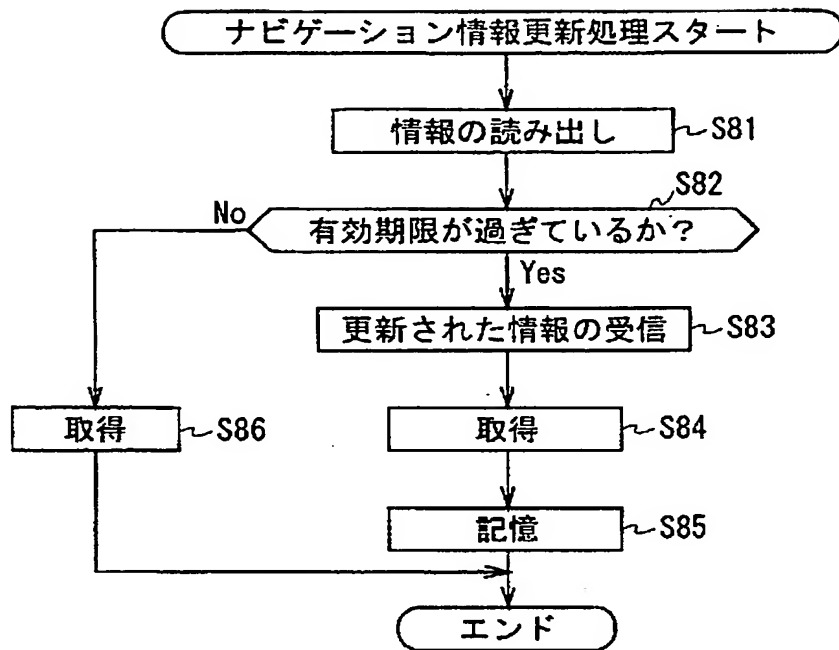 ナビゲーション情報更新処理スタート
情報の読み出し S81
S82
No 有効期限が過ぎているか?
Yes
更新された情報の受信 S83
取得 S86 取得 S84
記憶 S85
エンド